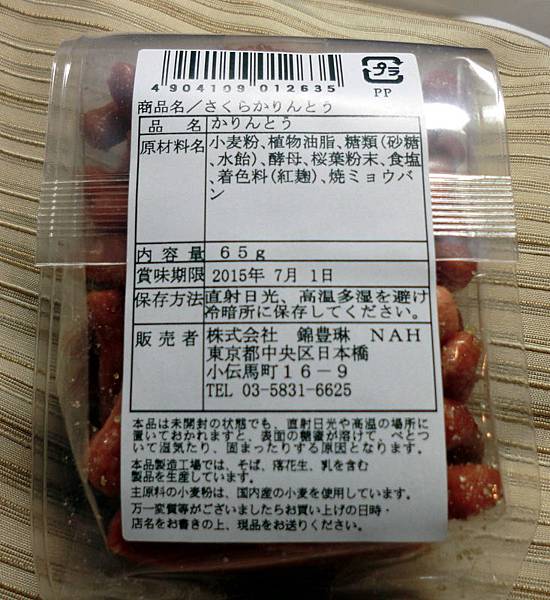 4904109012635
プラ
PP
商品名／さくらかりんとう
品 名 かりんとう
原材料名 小麦粉、植物油脂、糖類(砂糖
、水飴)、酵母、桜葉粉末、食塩
、着色料(紅麹)、焼ミョウバ
ン
内容量 65g
賞味期限 2015年 7月 1日
保存方法 直射日光、高温多湿を避け
冷暗所に保存してください。
販売者 株式会社 錦豊琳 NAH
東京都中央区日本橋
小伝馬町16－9
TEL 03-5831-6625
本品は未開封の状態でも、直射日光や高温の場所に
置いておかれますと、表面の糖蜜が溶けて、べとつ
いて湿気たり、固まったりする原因となります。
本品製造工場では、そば、落花生、乳を含む
製品を生産しています。
主原料の小麦粉は、国内産の小麦を使用しています。
万一変質等がございましたらお買い上げの日時・
店名をお書きの上、現品をお送りください。